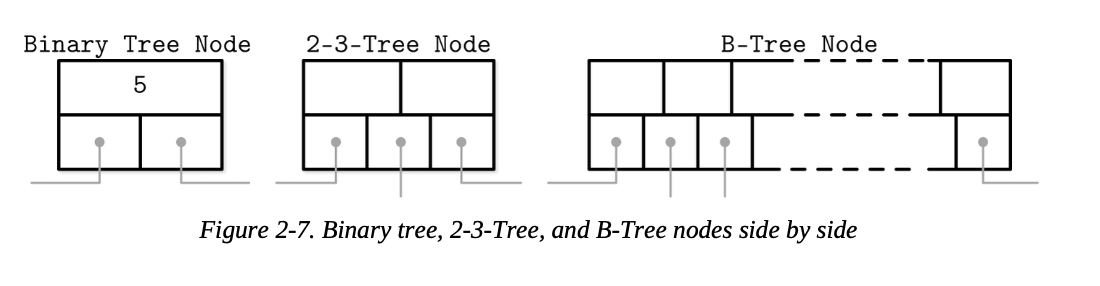 Binary Tree Node 2-3-Tree Node B-Tree Node
5
Figure 2-7. Binary tree, 2-3-Tree, and B-Tree nodes side by side